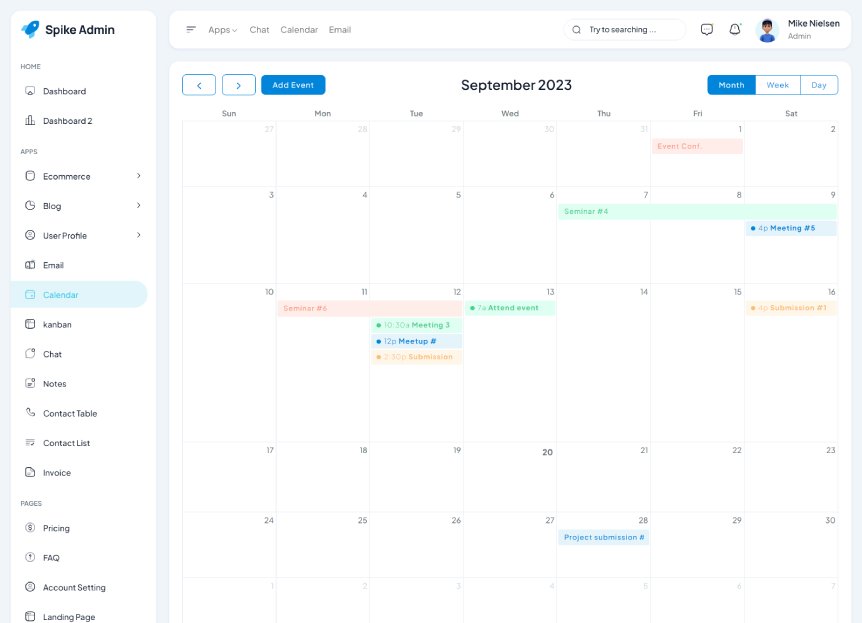 Spike Admin
Apps
Chat
Calendar
Email
Try to searching ...
Mike Nielsen
Admin
HOME
Dashboard
Dashboard 2
APPS
Ecommerce
Blog
User Profile
Email
Calendar
kanban
Chat
Notes
Contact Table
Contact List
Invoice
PAGES
Pricing
FAQ
Account Setting
Landing Page
Add Event
September 2023
Month Week Day
Sun Mon Tue Wed Thu Fri Sat
27 28 29 30 31 1 2
Event Conf.
3 4 5 6 7 8 9
Seminar #4
4p Meeting #5
10 11 12 13 14 15 16
Seminar #6
7a Attend event
4p Submission #1
10:30a Meeting 3
12p Meetup #
2:30p Submission
17 18 19 20 21 22 23
24 25 26 27 28 29 30
Project submission #
1 2 3 4 5 6 7